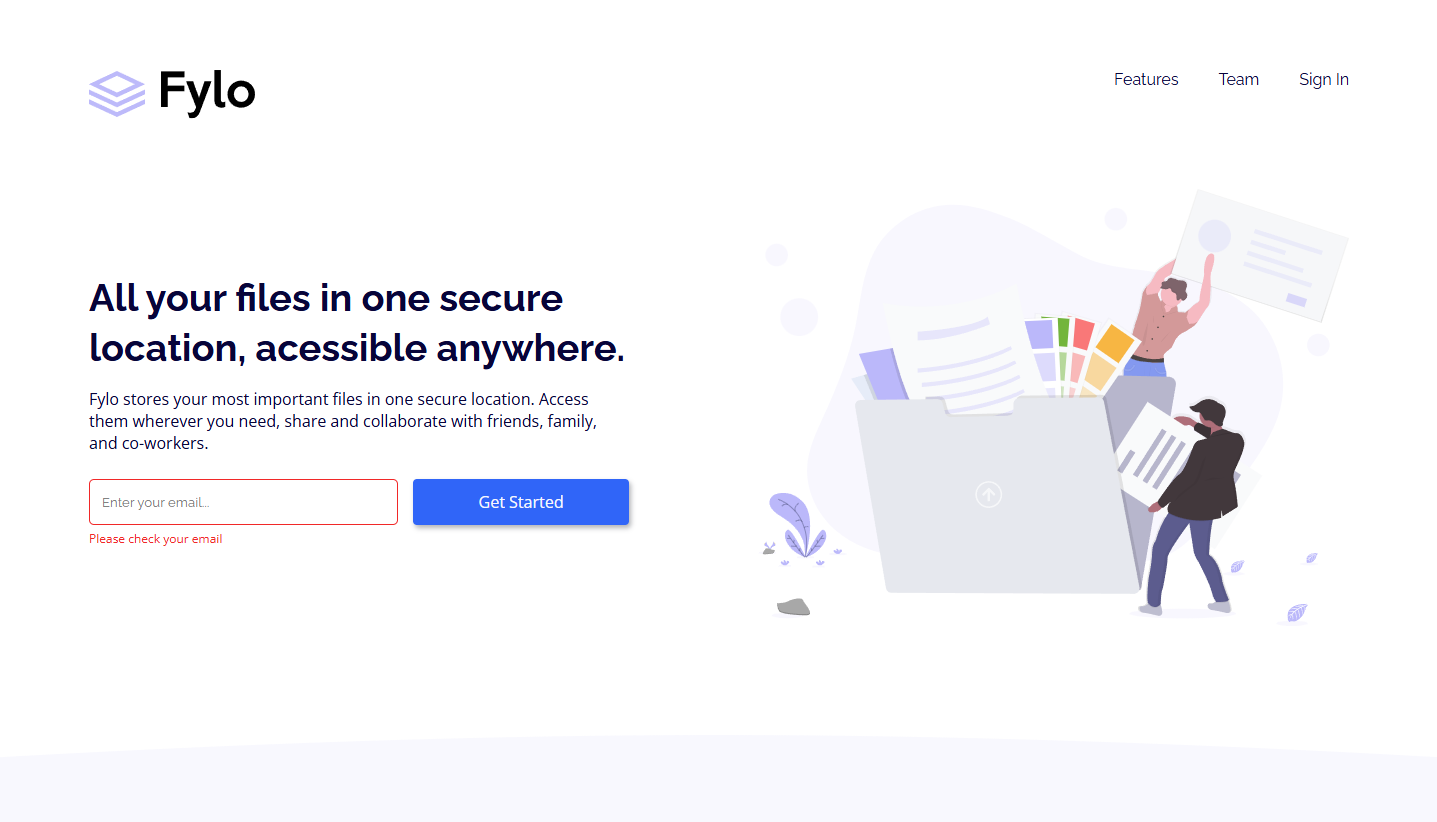 Fylo
Features Team Sign In
All your files in one secure
location, acessible anywhere.
Fylo stores your most important files in one secure location. Access
them wherever you need, share and collaborate with friends, family,
and co-workers.
Enter your email...
Get Started
Please check your email